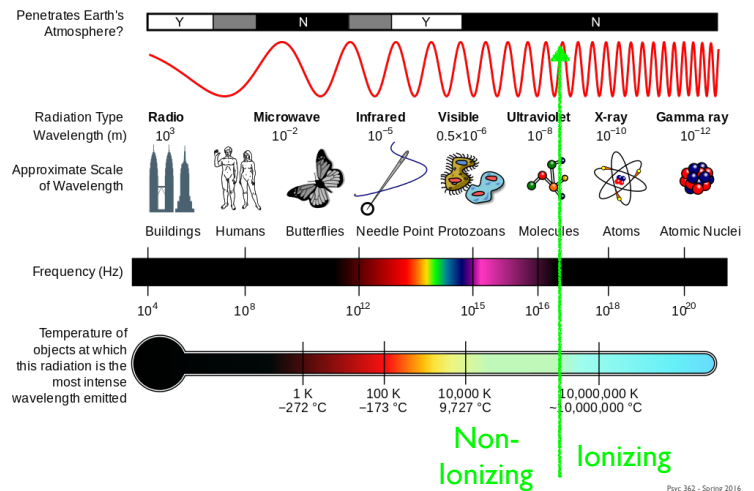 Penetrates Earth's
Atmosphere?
Y N Y N
Radiation Type
Radio Microwave Infrared Visible Ultraviolet X-ray Gamma ray
Wavelength (m)
10³ 10⁻² 10⁻⁵ 0.5×10⁻⁶ 10⁻⁸ 10⁻¹⁰ 10⁻¹²
Approximate Scale
of Wavelength
Buildings Humans Butterflies Needle Point Protozoans Molecules Atoms Atomic Nuclei
Frequency (Hz)
10⁴ 10⁸ 10¹² 10¹⁵ 10¹⁶ 10¹⁸ 10²⁰
Temperature of
objects at which
this radiation is the
most intense
wavelength emitted
1 K 100 K 10,000 K 10,000,000 K
−272 °C −173 °C 9,727 °C ~10,000,000 °C
Non-
Ionizing
Ionizing
Psyc 362 - Spring 2016